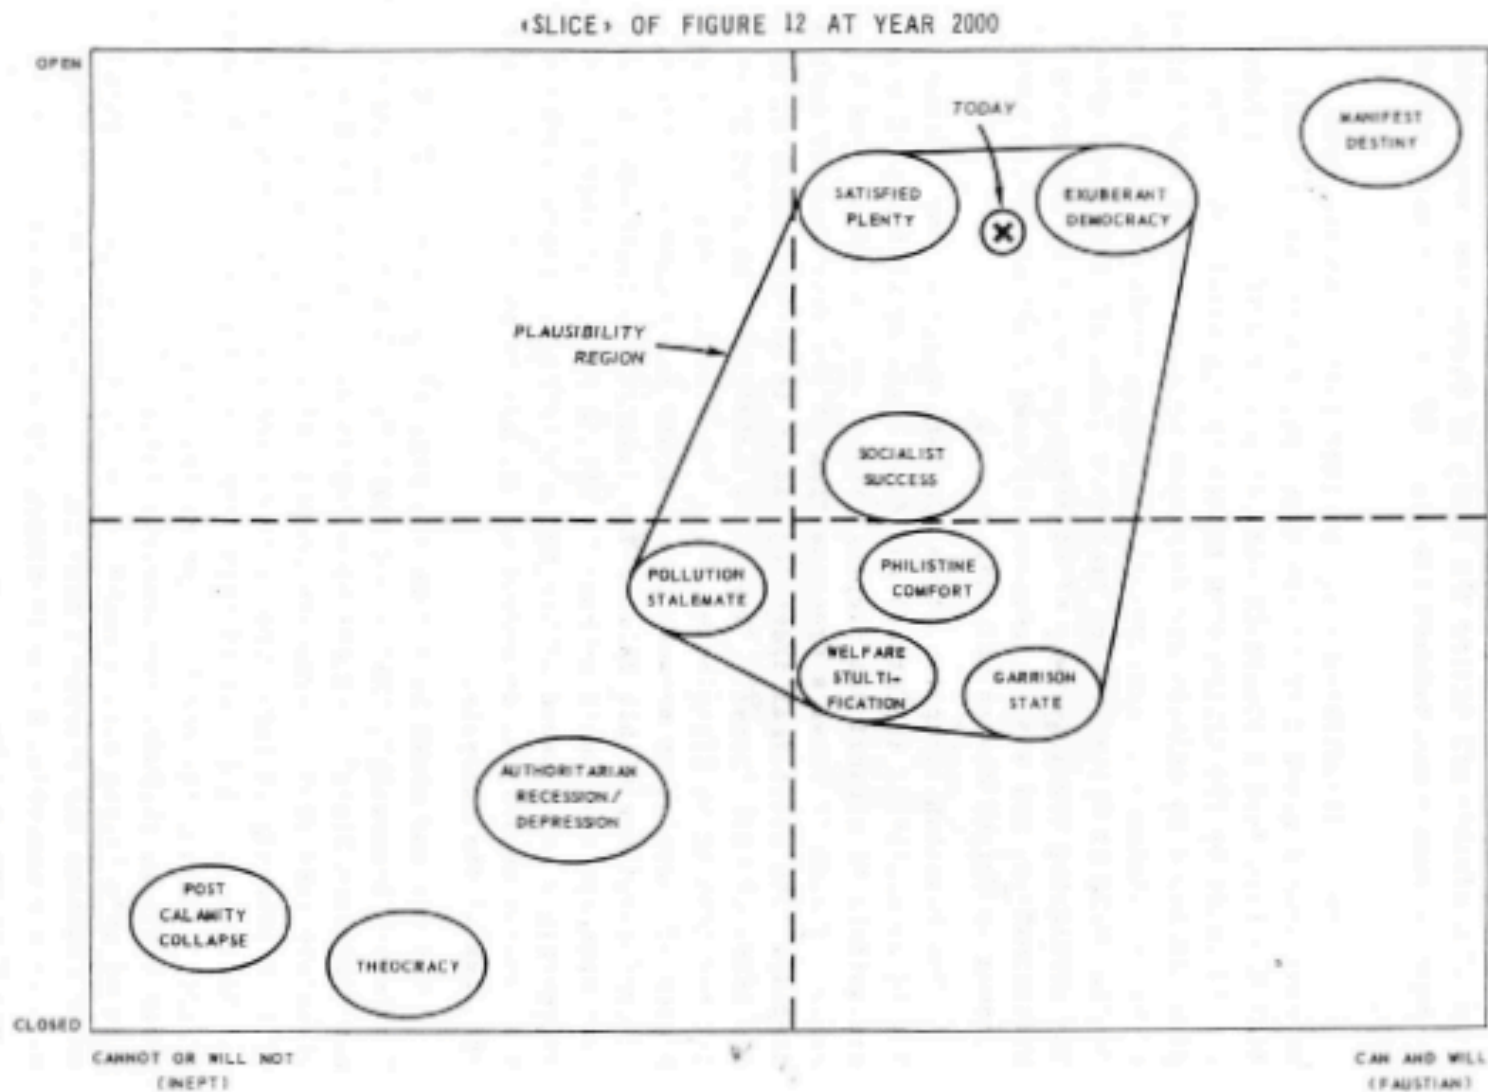 «SLICE» OF FIGURE 12 AT YEAR 2000
OPEN
TODAY
MANIFEST
DESTINY
SATISFIED
PLENTY
EXUBERANT
DEMOCRACY
PLAUSIBILITY
REGION
SOCIALIST
SUCCESS
POLLUTION
STALEMATE
PHILISTINE
COMFORT
WELFARE
STULTI-
FICATION
GARRISON
STATE
AUTHORITARIAN
RECESSION/
DEPRESSION
POST
CALAMITY
COLLAPSE
THEOCRACY
CLOSED
CANNOT OR WILL NOT
(INEPT)
CAN AND WILL
(FAUSTIAN)